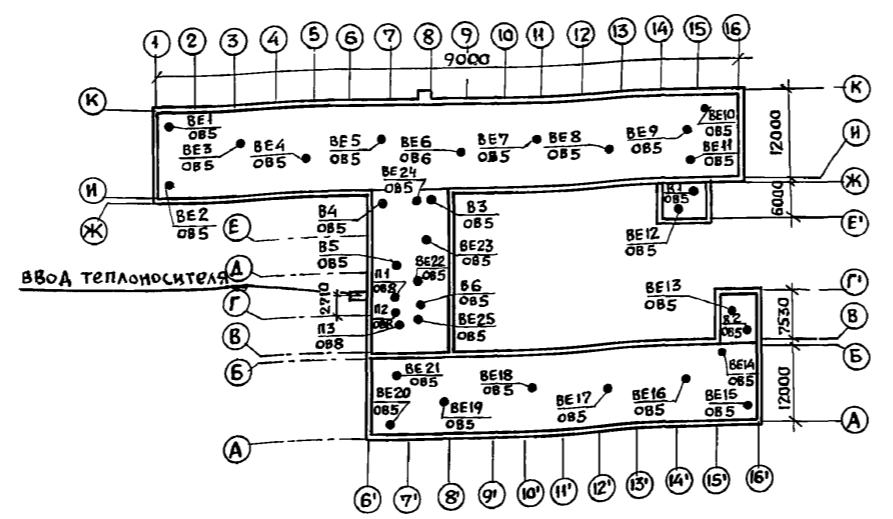 1 2 3 4 5 6 7 8 9 10 11 12 13 14 15 16
9000
К
К
ВЕ1
ОВ5
ВЕ3
ОВ5
ВЕ4
ОВ5
ВЕ5
ОВ5
ВЕ6
ОВ6
ВЕ7
ОВ5
ВЕ8
ОВ5
ВЕ9
ОВ5
ВЕ10
ОВ5
ВЕ11
ОВ5
12000
И
И
Ж
Ж
ВЕ2
ОВ5
ВЕ24
ОВ5
В4
ОВ5
В3
ОВ5
В1
ОВ5
6000
Е
Е'
ВЕ12
ОВ5
В5
ОВ5
ВЕ23
ОВ5
Д
ВВОД ТЕПЛОНОСИТЕЛЯ
П1
ОВ8
ВЕ22
ОВ5
В6
ОВ5
ВЕ13
ОВ5
Г'
2710
Г
П2
ОВ8
П3
ОВ8
ВЕ25
ОВ5
В2
ОВ5
7530
В
В
Б
Б
ВЕ21
ОВ5
ВЕ20
ОВ5
ВЕ19
ОВ5
ВЕ18
ОВ5
ВЕ17
ОВ5
ВЕ16
ОВ5
ВЕ14
ОВ5
ВЕ15
ОВ5
12000
А
А
6' 7' 8' 9' 10' 11' 12' 13' 14' 15' 16'